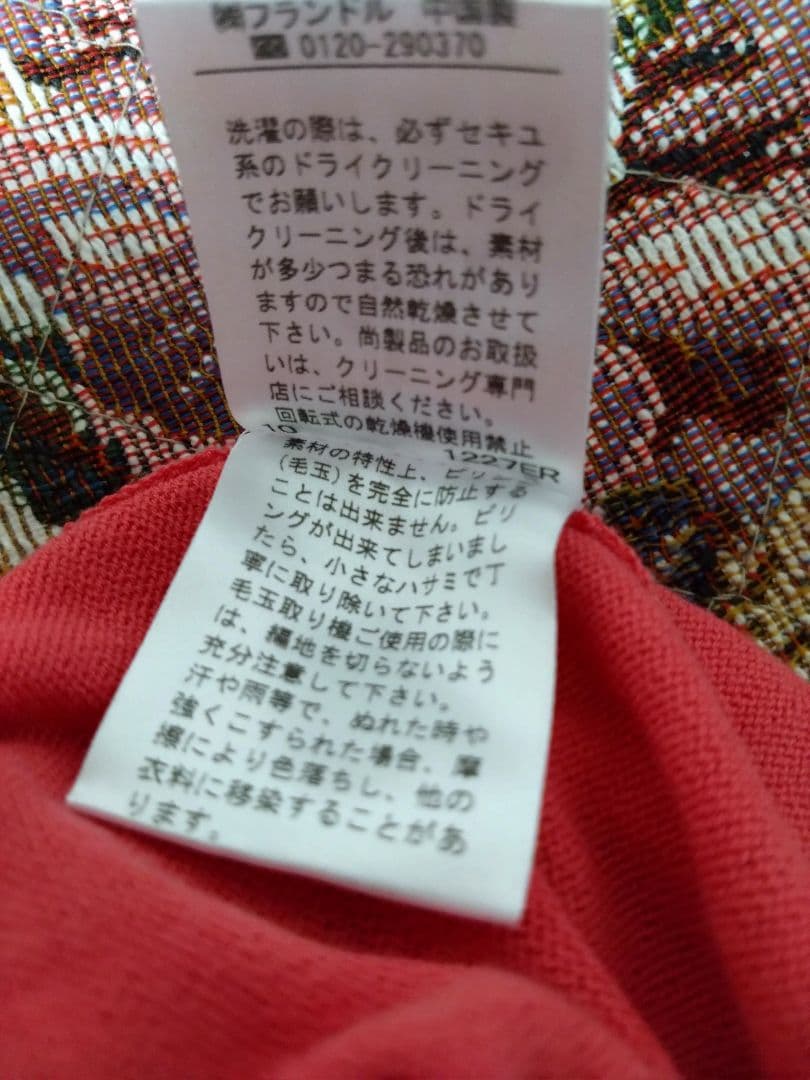 ㈱フランドル 中国製
☎ 0120-290370
洗濯の際は、必ずセキユ
系のドライクリーニング
でお願いします。ドライ
クリーニング後は、素材
が多少つまる恐れがあり
ますので自然乾燥させて
下さい。尚製品のお取扱
いは、クリーニング専門
店にご相談ください。
回転式の乾燥機使用禁止
10 1227ER
素材の特性上、ピリング
(毛玉)を完全に防止する
ことは出来ません。ピリ
ングが出来てしまいまし
たら、小さなハサミで丁
寧に取り除いて下さい。
毛玉取り機ご使用の際に
は、編地を切らないよう
充分注意して下さい。
汗や雨等で、ぬれた時や
強くこすられた場合、摩
擦により色落ちし、他の
衣料に移染することがあ
ります。